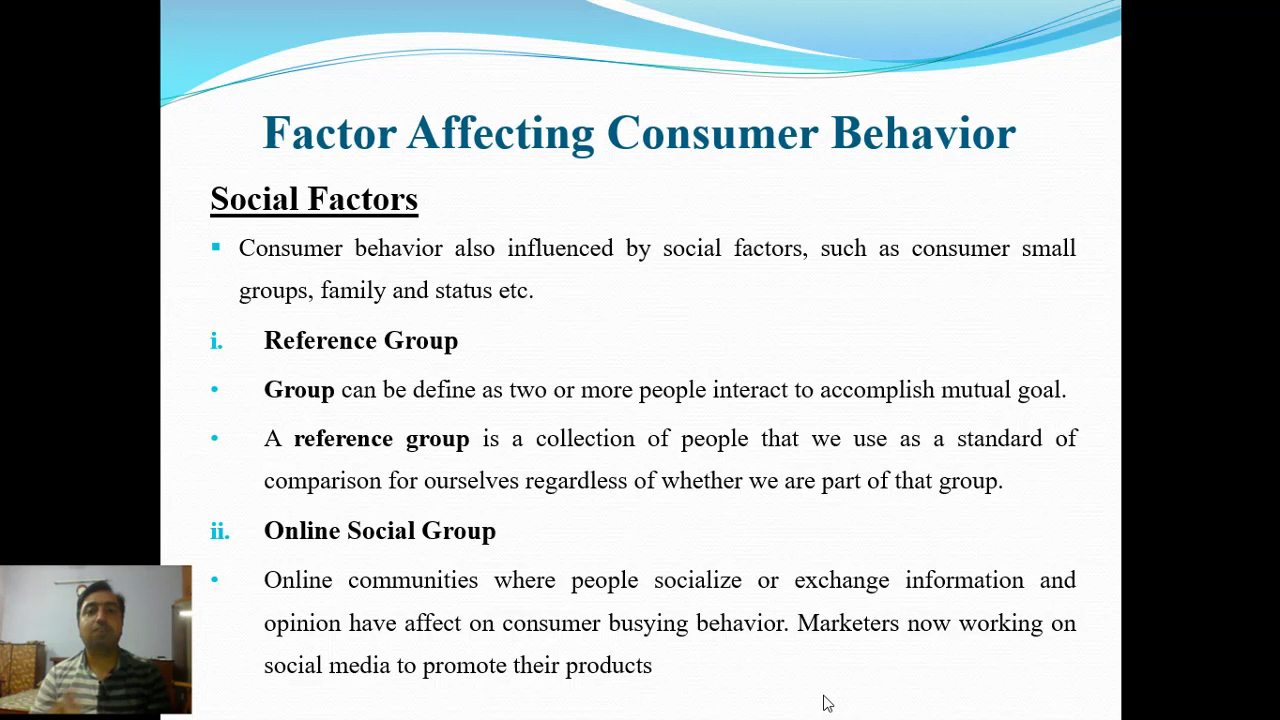 Factor Affecting Consumer Behavior
Social Factors
▪ Consumer behavior also influenced by social factors, such as consumer small
groups, family and status etc.
i. Reference Group
• Group can be define as two or more people interact to accomplish mutual goal.
• A reference group is a collection of people that we use as a standard of
comparison for ourselves regardless of whether we are part of that group.
ii. Online Social Group
• Online communities where people socialize or exchange information and
opinion have affect on consumer busying behavior. Marketers now working on
social media to promote their products